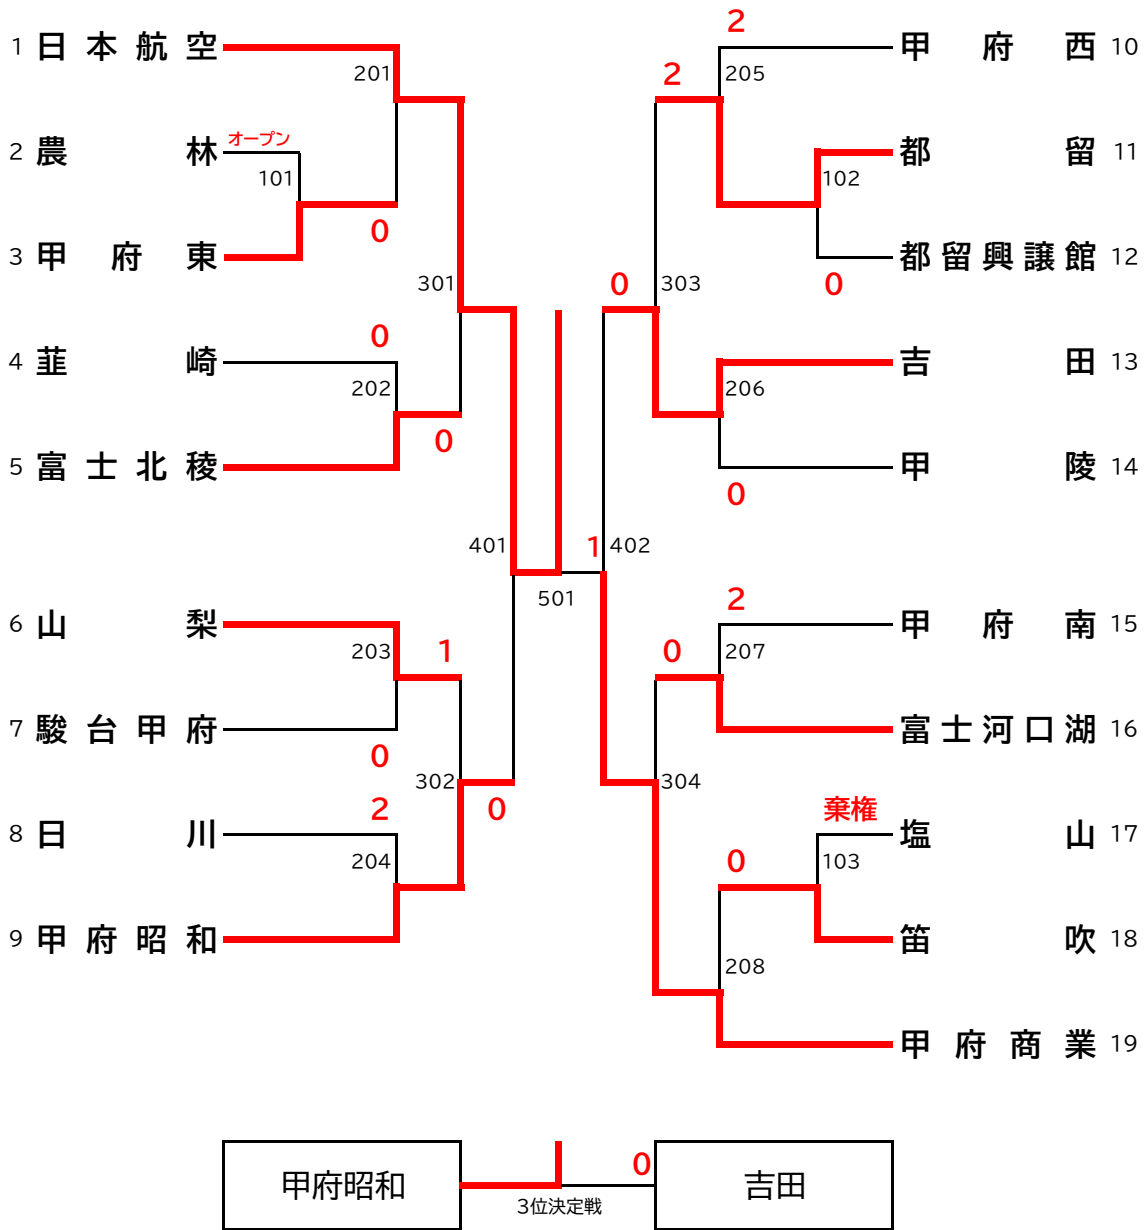 1 日本航空
201
2 農林
オープン
101
3 甲府東
0
301
4 韮崎
0
202
5 富士北稜
0
401
6 山梨
203
1
7 駿台甲府
0
302
0
8 日川
2
204
9 甲府昭和
501
1
2
甲府西 10
205
2
都留 11
102
都留興譲館 12
0
0
303
吉田 13
206
甲陵 14
0
402
2
甲府南 15
207
0
富士河口湖 16
304
棄権
塩山 17
103
0
笛吹 18
208
甲府商業 19
甲府昭和
0
吉田
3位決定戦